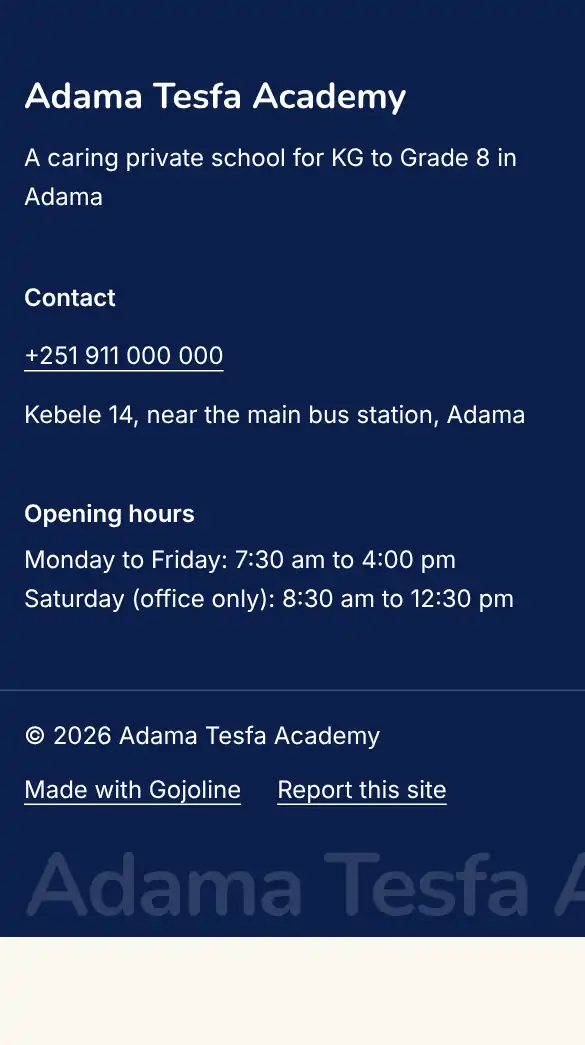 Adama Tesfa Academy
A caring private school for KG to Grade 8 in
Adama
Contact
+251 911 000 000
Kebele 14, near the main bus station, Adama
Opening hours
Monday to Friday: 7:30 am to 4:00 pm
Saturday (office only): 8:30 am to 12:30 pm
© 2026 Adama Tesfa Academy
Made with Gojoline Report this site
Adama Tesfa A